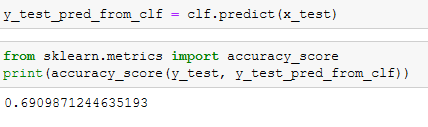 y_test_pred_from_clf = clf.predict(x_test)
from sklearn.metrics import accuracy_score
print(accuracy_score(y_test, y_test_pred_from_clf))
0.6909871244635193